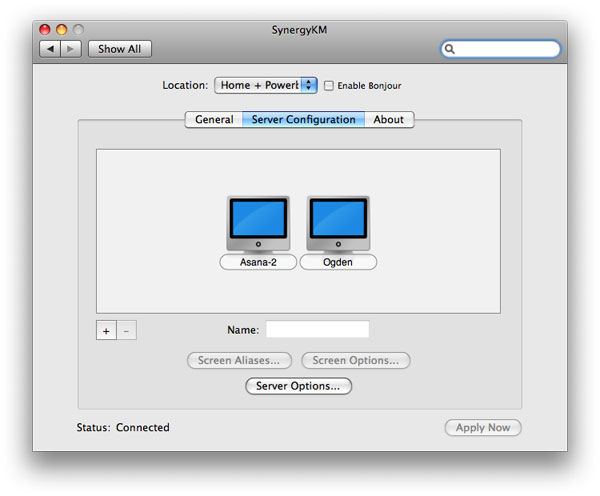 SynergyKM
Show All
Location: Home + Powerb Enable Bonjour
General Server Configuration About
Asana-2 Ogden
+ -
Name:
Screen Aliases... Screen Options...
Server Options...
Status: Connected Apply Now